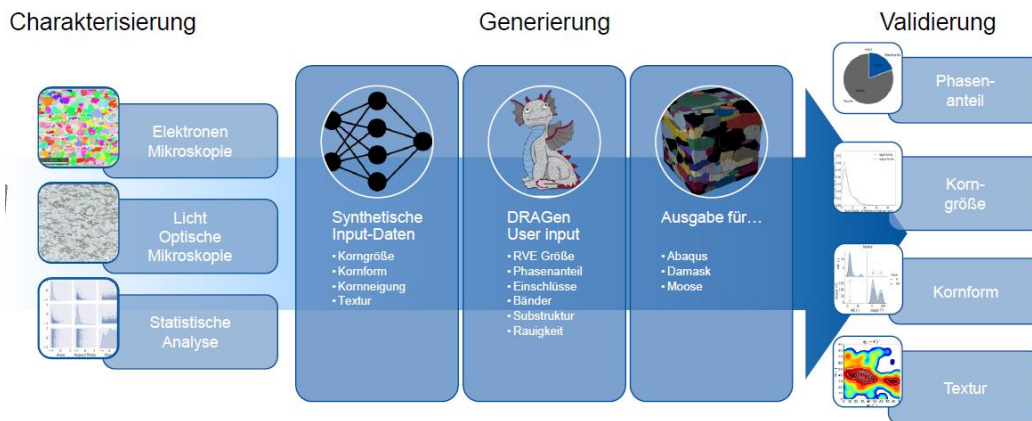 Charakterisierung
Generierung
Validierung
Elektronen
Mikroskopie
Licht
Optische
Mikroskopie
Statistische
Analyse
Synthetische
Input-Daten
• Korngröße
• Kornform
• Kornneigung
• Textur
DRAGen
User input
• RVE Größe
• Phasenanteil
• Einschlüsse
• Bänder
• Substruktur
• Rauigkeit
Ausgabe für...
• Abaqus
• Damask
• Moose
Phasen-
anteil
Korn-
größe
Kornform
Textur